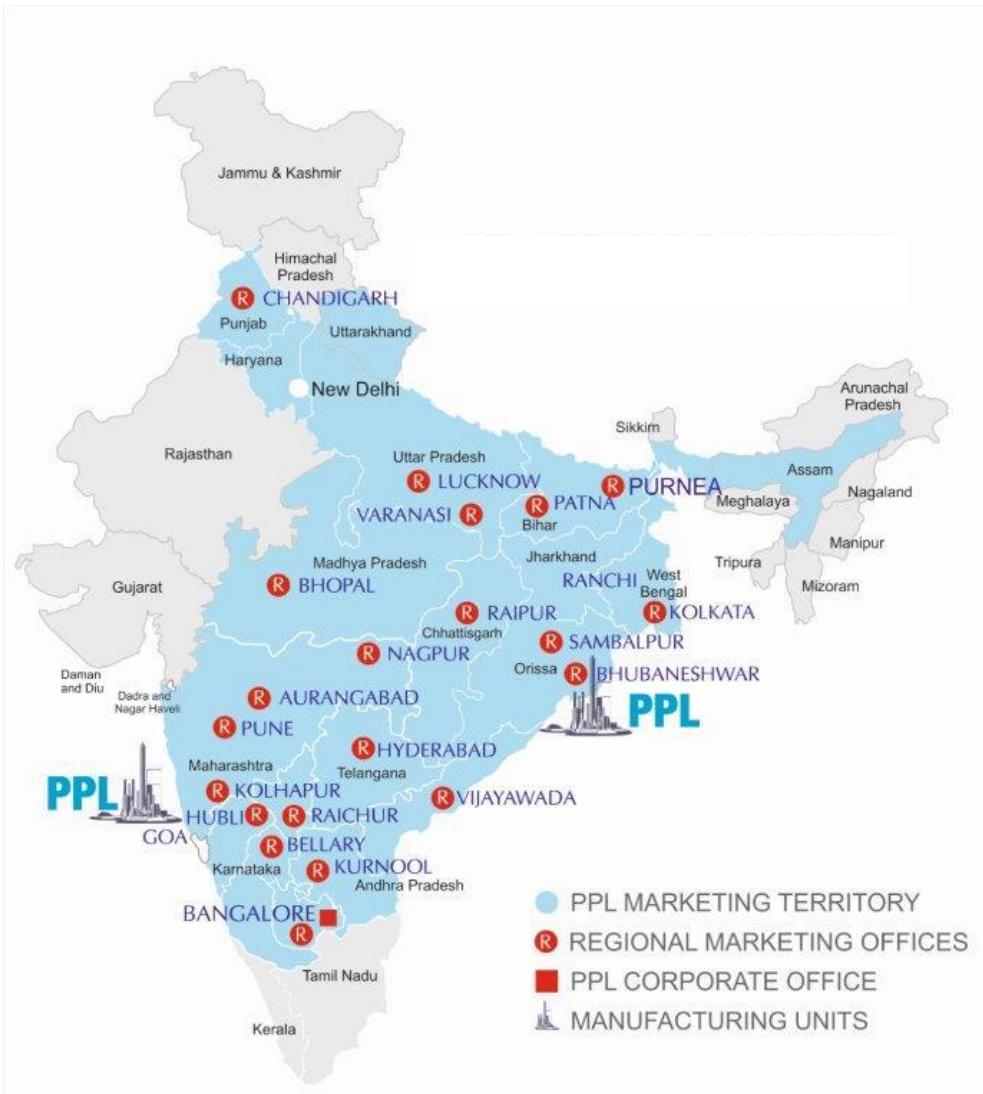 Jammu & Kashmir
Himachal
Pradesh
R CHANDIGARH
Punjab
Uttarakhand
Haryana
New Delhi
Arunachal
Pradesh
Sikkim
Rajasthan
Uttar Pradesh
Assam
R LUCKNOW
R PURNEA
Nagaland
Meghalaya
VARANASI R
R PATNA
Bihar
Manipur
Madhya Pradesh
Jharkhand
Tripura
Gujarat
R BHOPAL
RANCHI
West
Bengal
Mizoram
R RAIPUR
R KOLKATA
Chhattisgarh
R SAMBALPUR
R NAGPUR
Orissa
R BHUBANESHWAR
Daman
and Diu
Dadra and
Nagar Haveli
R AURANGABAD
PPL
R PUNE
R HYDERABAD
Maharashtra
Telangana
PPL
R KOLHAPUR
R VIJAYAWADA
HUBLI R
R RAICHUR
GOA
R BELLARY
Karnataka
R KURNOOL
Andhra Pradesh
BANGALORE
R
Tamil Nadu
Kerala
PPL MARKETING TERRITORY
R REGIONAL MARKETING OFFICES
PPL CORPORATE OFFICE
MANUFACTURING UNITS